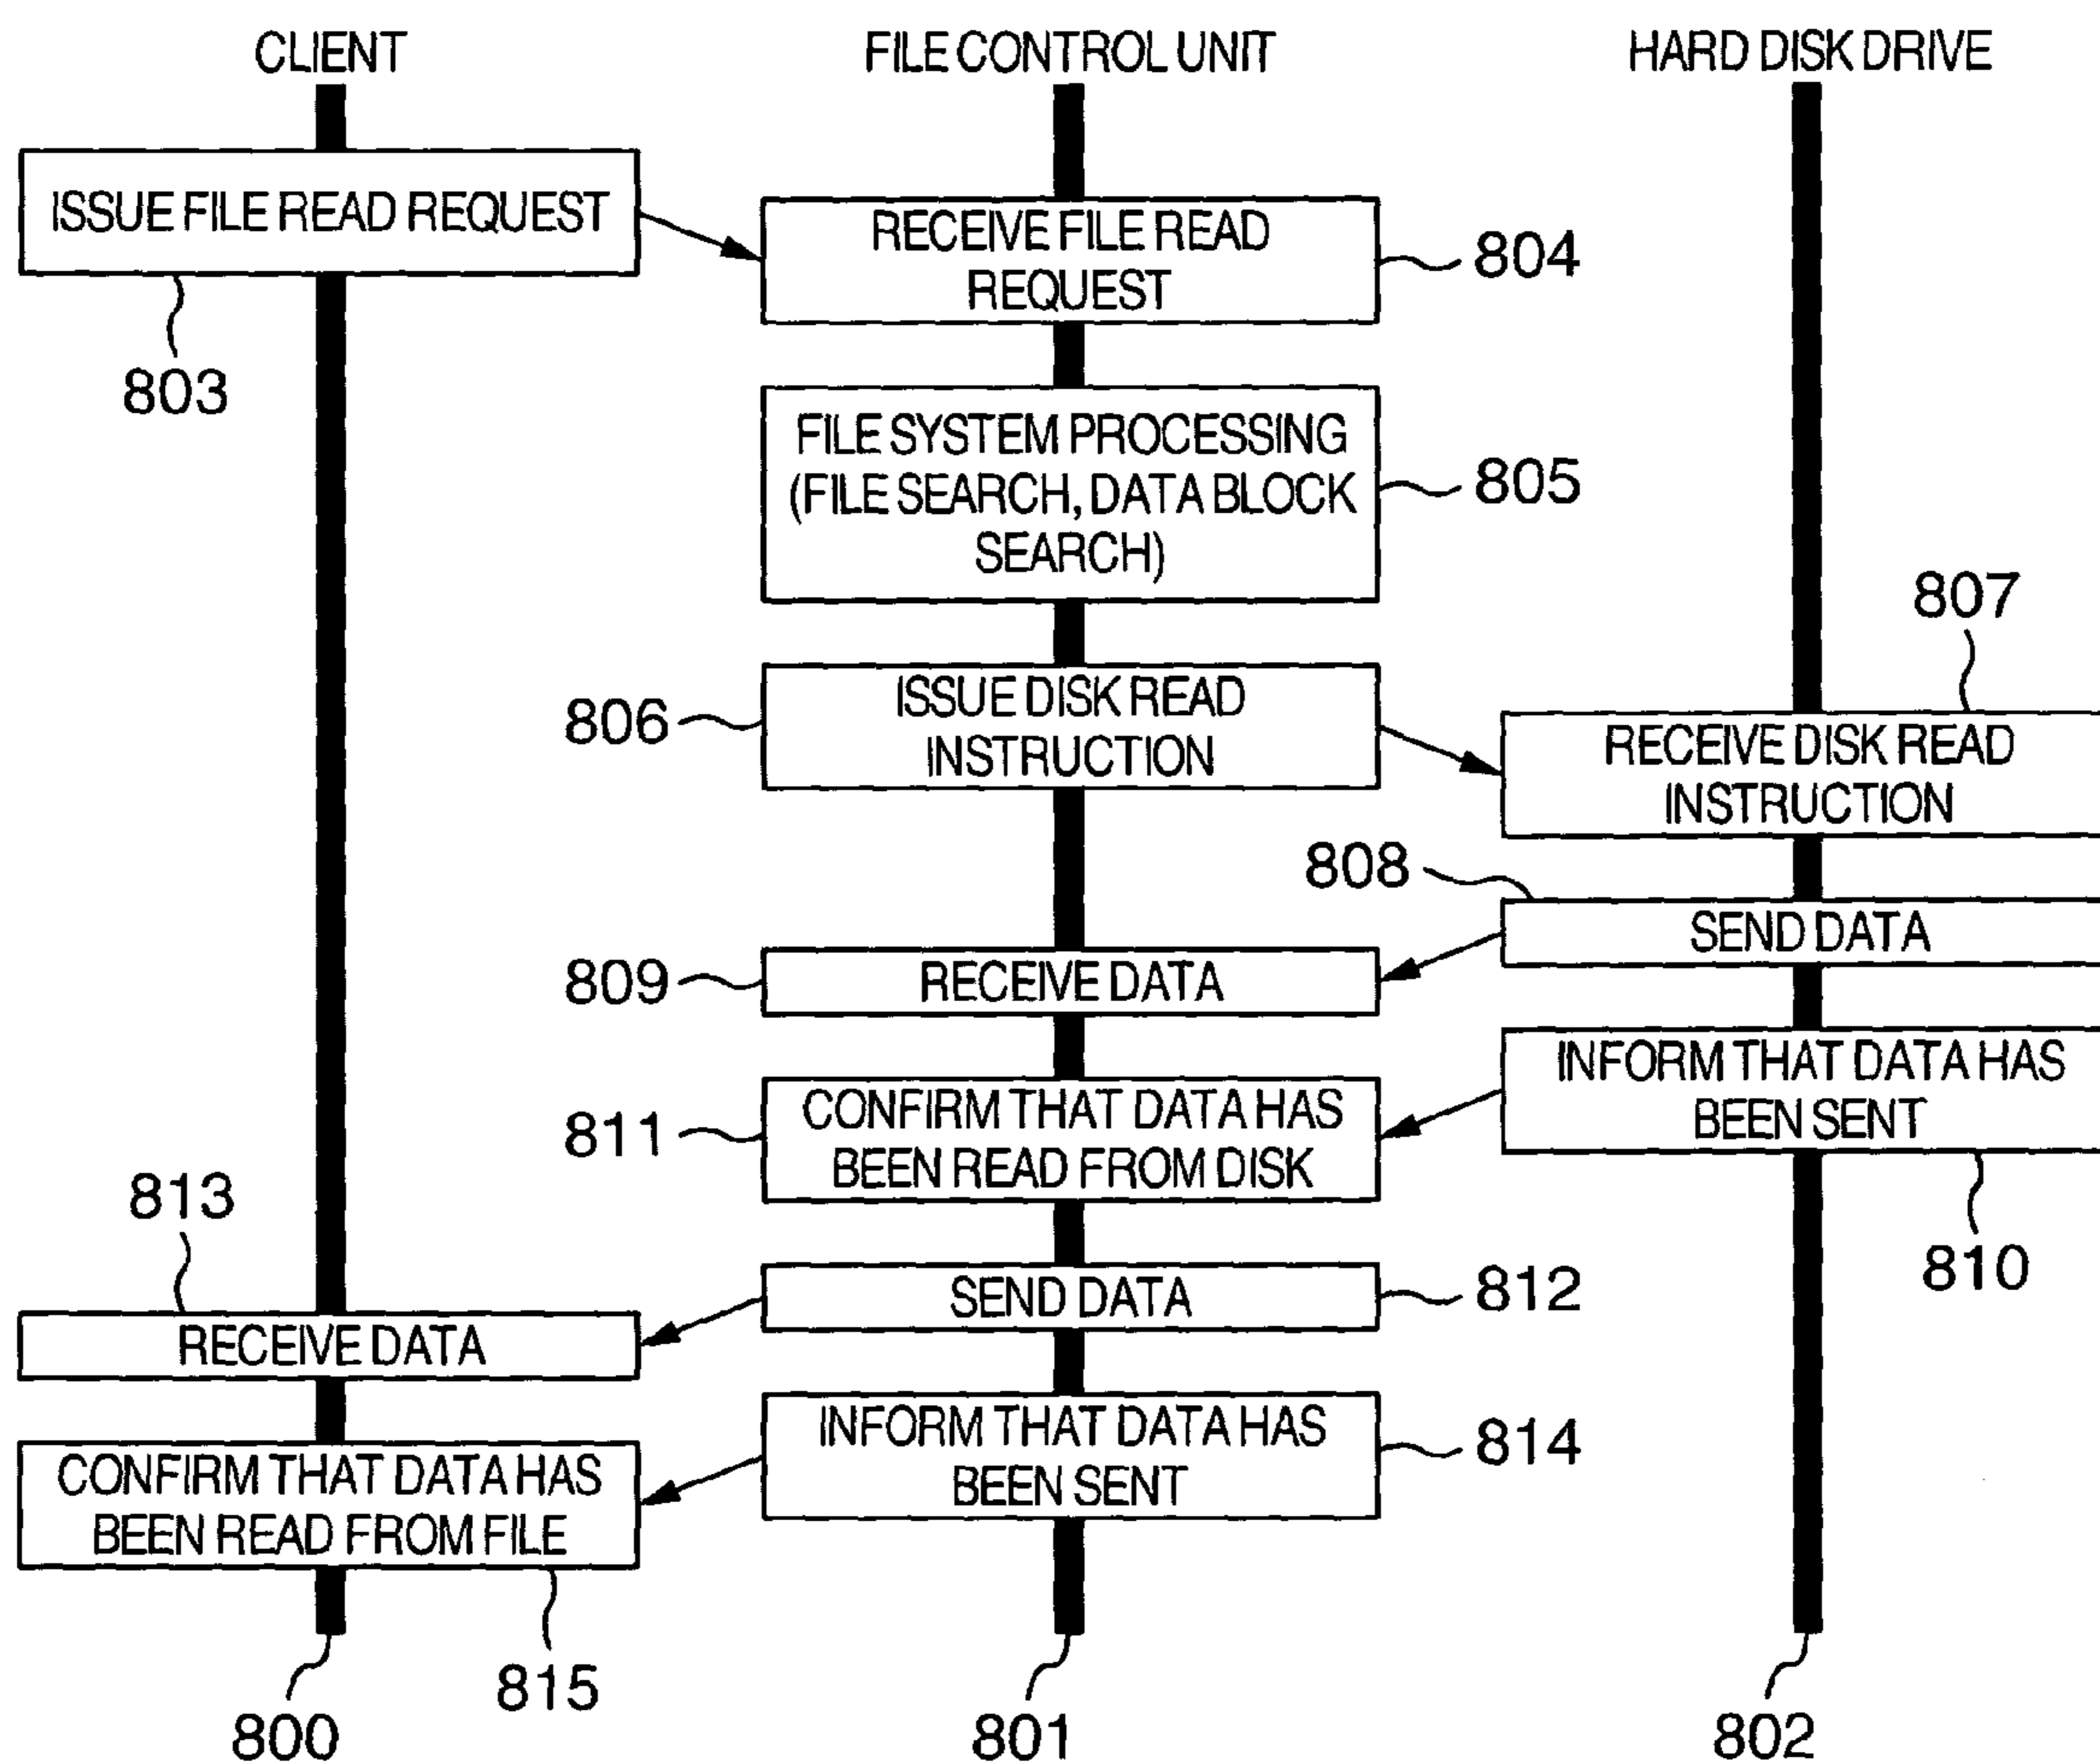 CLIENT
FILE CONTROL UNIT
HARD DISK DRIVE
ISSUE FILE READ REQUEST
803
RECEIVE FILE READ
REQUEST
804
FILE SYSTEM PROCESSING
(FILE SEARCH, DATA BLOCK
SEARCH)
805
806
ISSUE DISK READ
INSTRUCTION
807
RECEIVE DISK READ
INSTRUCTION
808
SEND DATA
809
RECEIVE DATA
INFORM THAT DATA HAS
BEEN SENT
810
811
CONFIRM THAT DATA HAS
BEEN READ FROM DISK
SEND DATA
812
813
RECEIVE DATA
INFORM THAT DATA HAS
BEEN SENT
814
CONFIRM THAT DATA HAS
BEEN READ FROM FILE
815
800
801
802